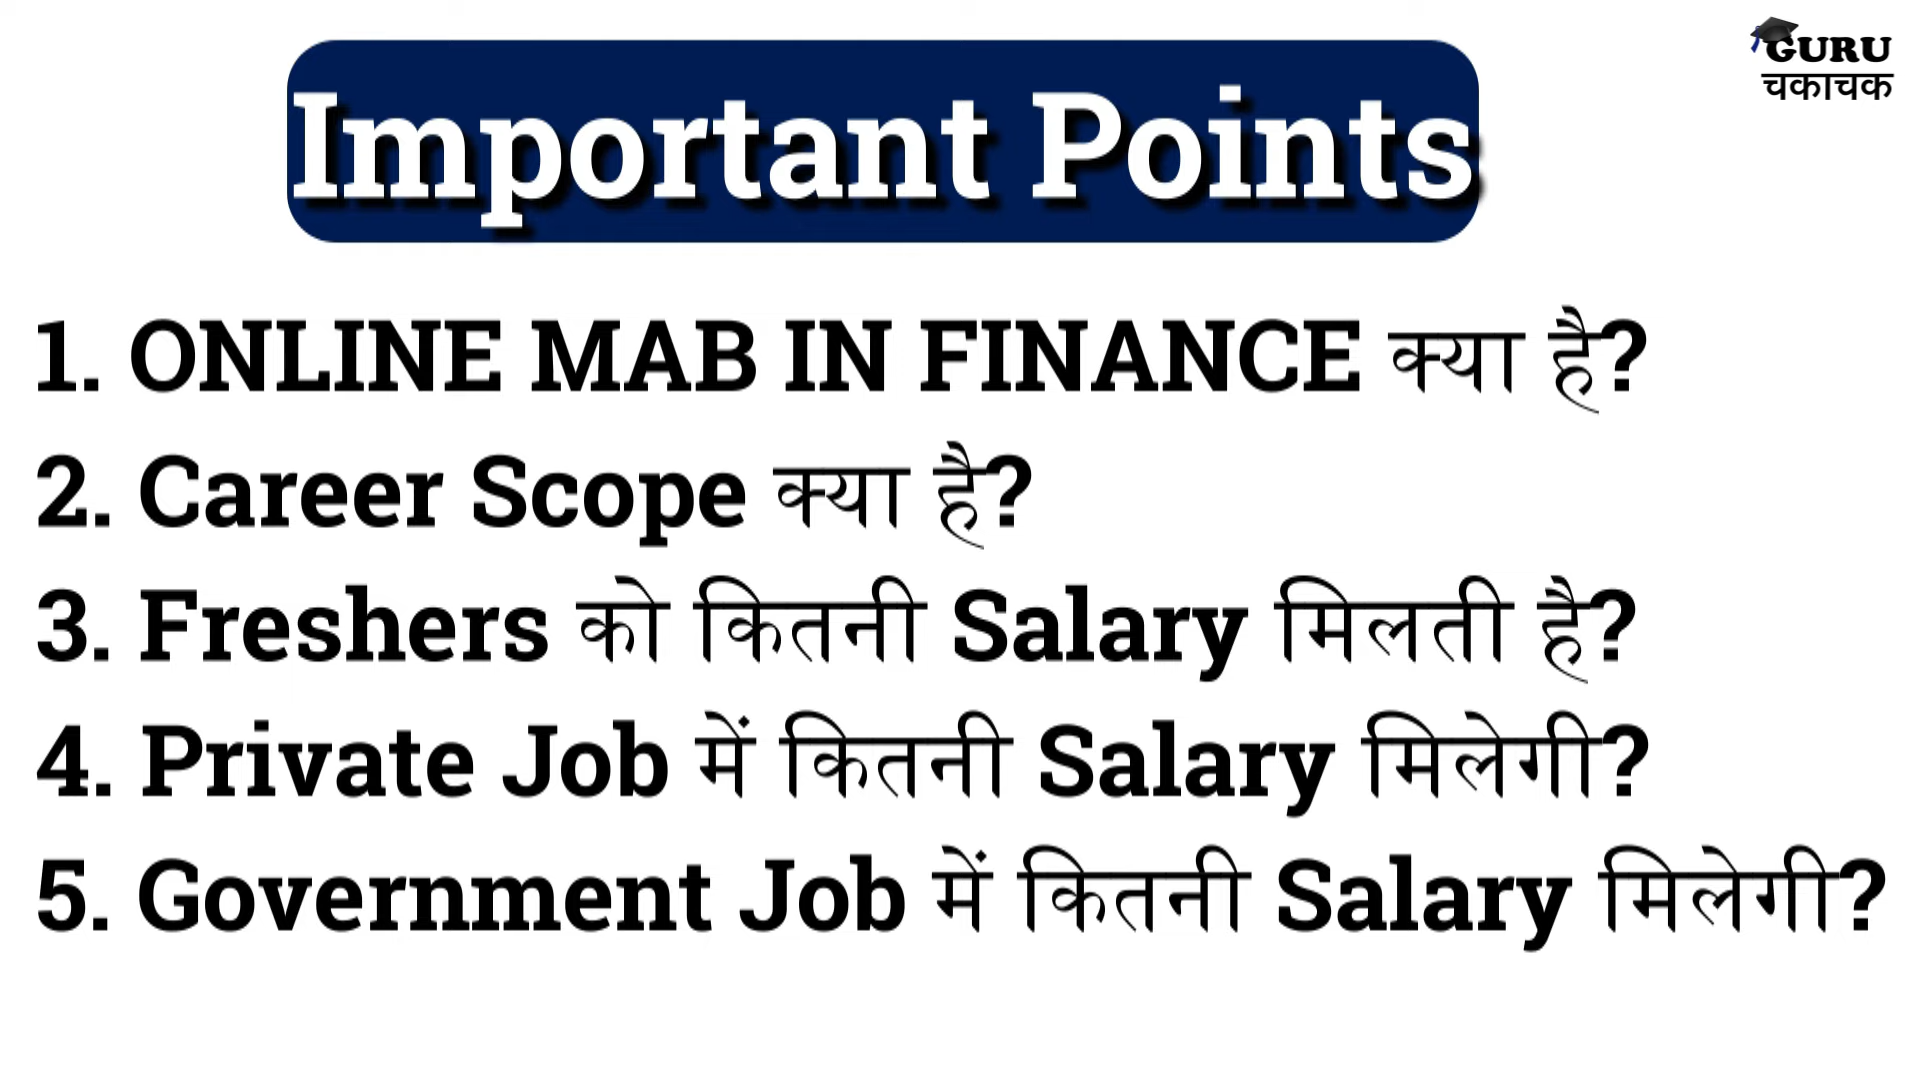 GURU
चकाचक
Important Points
1. ONLINE MAB IN FINANCE क्या है?
2. Career Scope क्या है?
3. Freshers को कितनी Salary मिलती है?
4. Private Job में कितनी Salary मिलेगी?
5. Government Job में कितनी Salary मिलेगी?